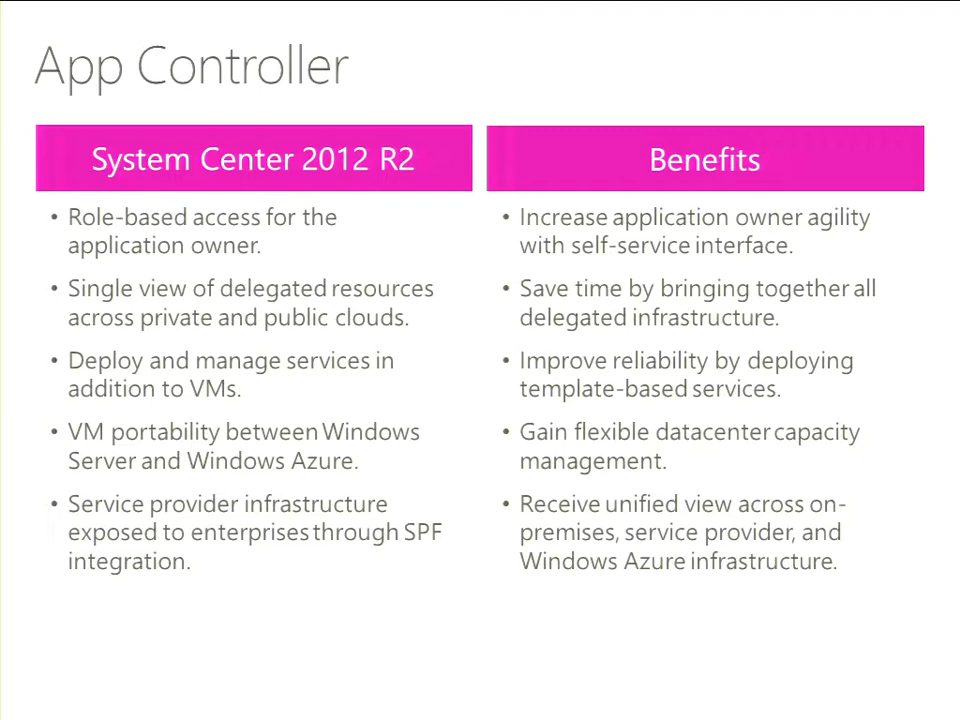 App Controller
System Center 2012 R2
• Role-based access for the
application owner.
• Single view of delegated resources
across private and public clouds.
• Deploy and manage services in
addition to VMs.
• VM portability between Windows
Server and Windows Azure.
• Service provider infrastructure
exposed to enterprises through SPF
integration.
Benefits
• Increase application owner agility
with self-service interface.
• Save time by bringing together all
delegated infrastructure.
• Improve reliability by deploying
template-based services.
• Gain flexible datacenter capacity
management.
• Receive unified view across on-
premises, service provider, and
Windows Azure infrastructure.